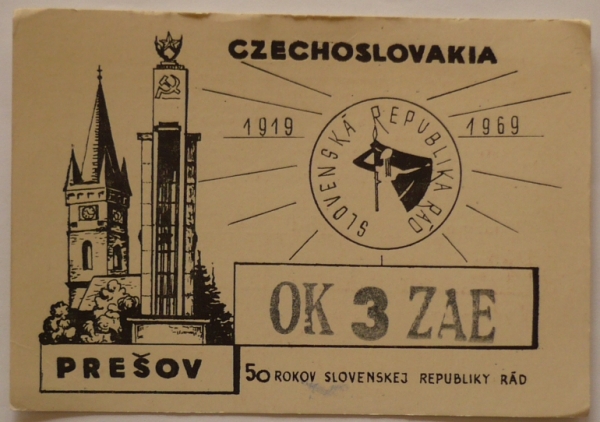 CZECHOSLOVAKIA
1919 1969
SLOVENSKÁ REPUBLIKA RÁD
OK 3 ZAE
PREŠOV
50 ROKOV SLOVENSKEJ REPUBLIKY RÁD